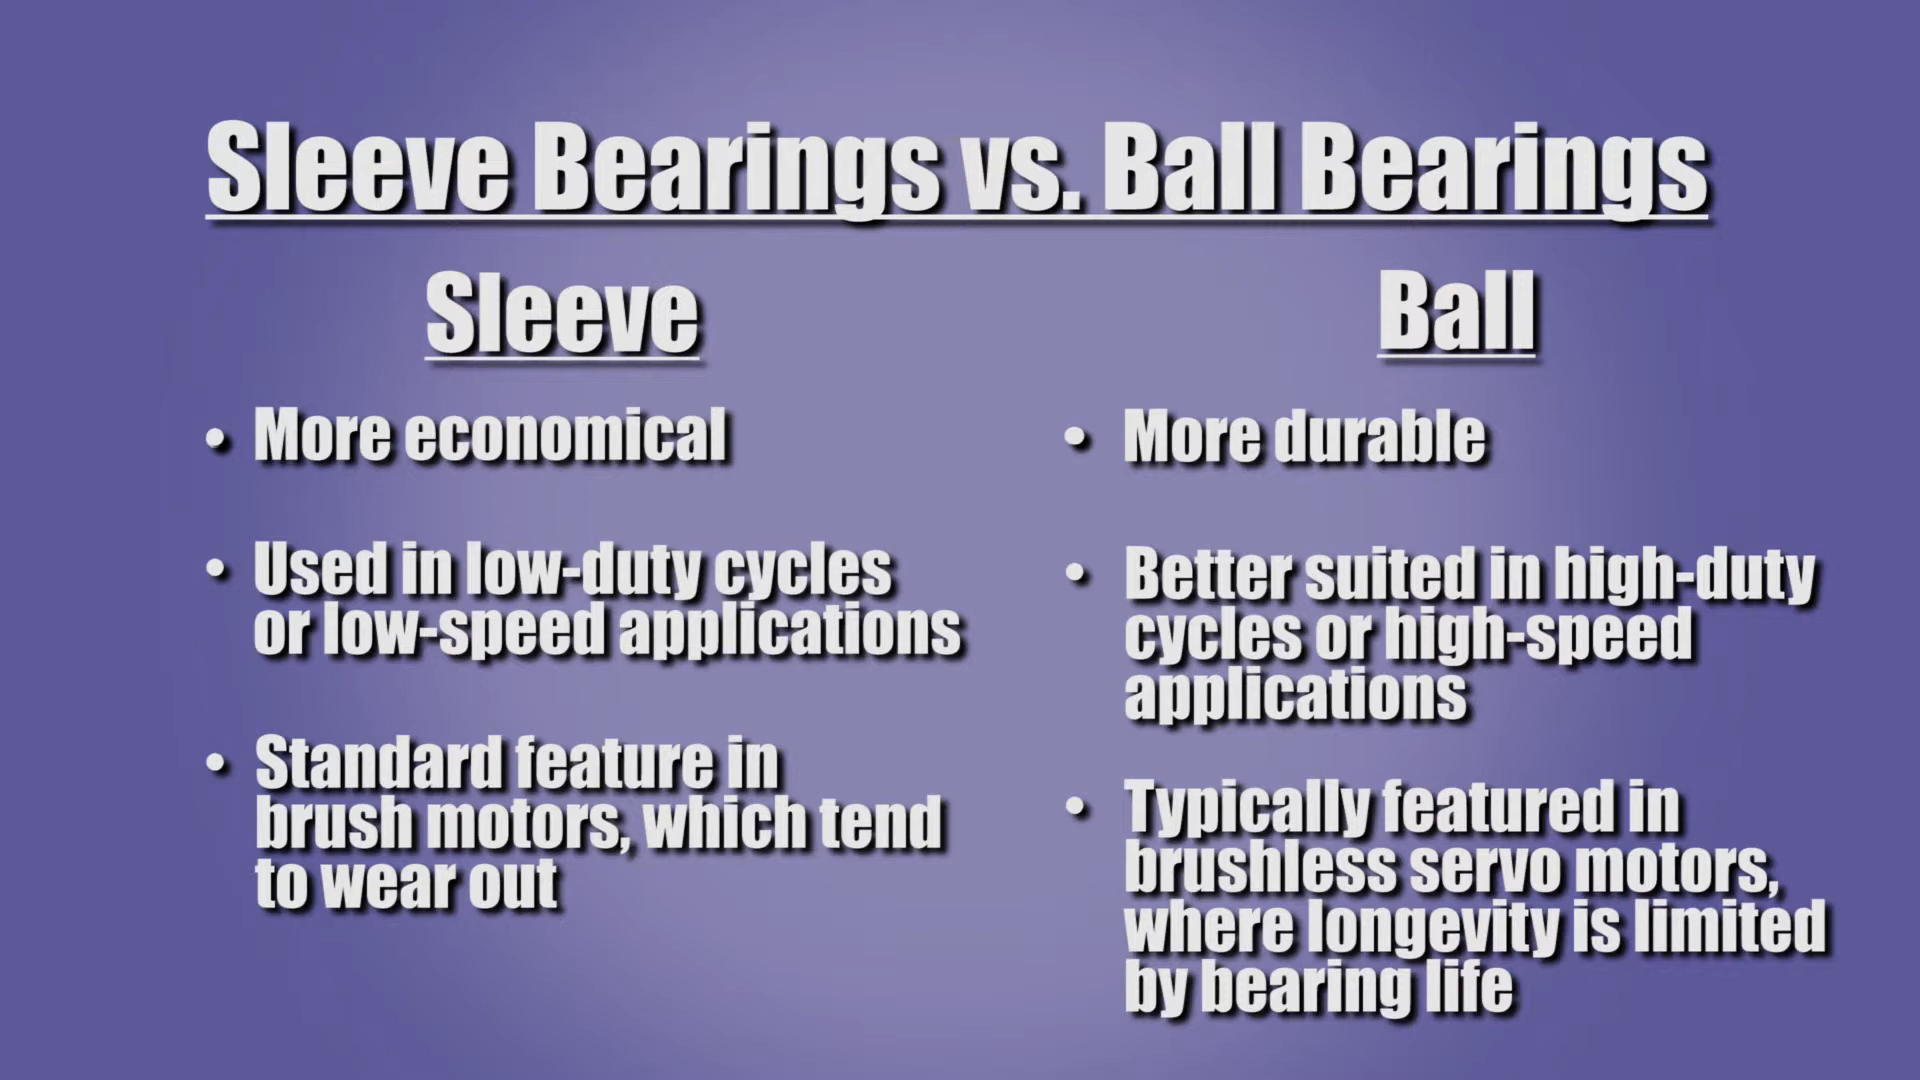 Sleeve Bearings vs. Ball Bearings
Sleeve
• More economical
• Used in low-duty cycles
or low-speed applications
• Standard feature in
brush motors, which tend
to wear out
Ball
• More durable
• Better suited in high-duty
cycles or high-speed
applications
• Typically featured in
brushless servo motors,
where longevity is limited
by bearing life